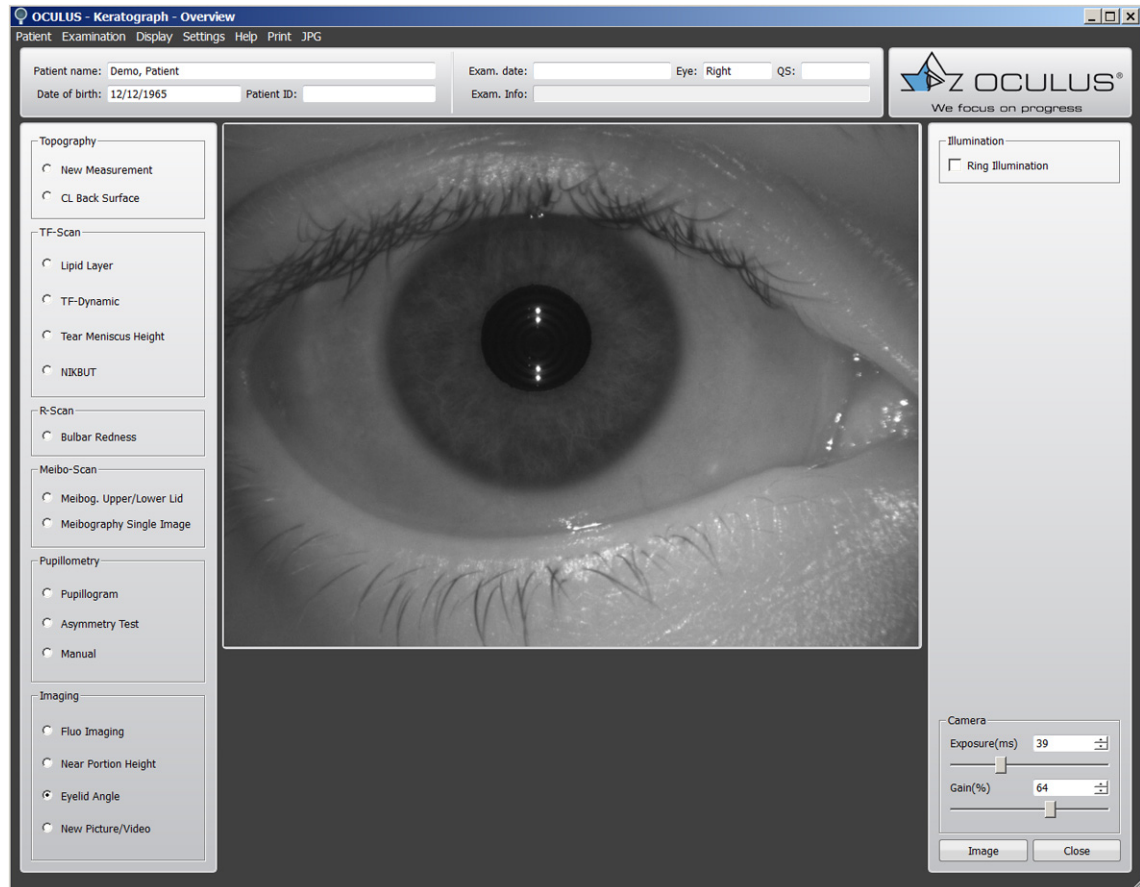 OCULUS - Keratograph - Overview
Patient Examination Display Settings Help Print JPG
Patient name: Demo, Patient
Date of birth: 12/12/1965 Patient ID:
Exam. date: Eye: Right QS:
Exam. Info:
OCULUS®
We focus on progress
Topography
New Measurement
CL Back Surface
TF-Scan
Lipid Layer
TF-Dynamic
Tear Meniscus Height
NIKBUT
R-Scan
Bulbar Redness
Meibo-Scan
Meibog. Upper/Lower Lid
Meibography Single Image
Pupillometry
Pupillogram
Asymmetry Test
Manual
Imaging
Fluo Imaging
Near Portion Height
Eyelid Angle
New Picture/Video
Illumination
Ring Illumination
Camera
Exposure(ms) 39
Gain(%) 64
Image Close